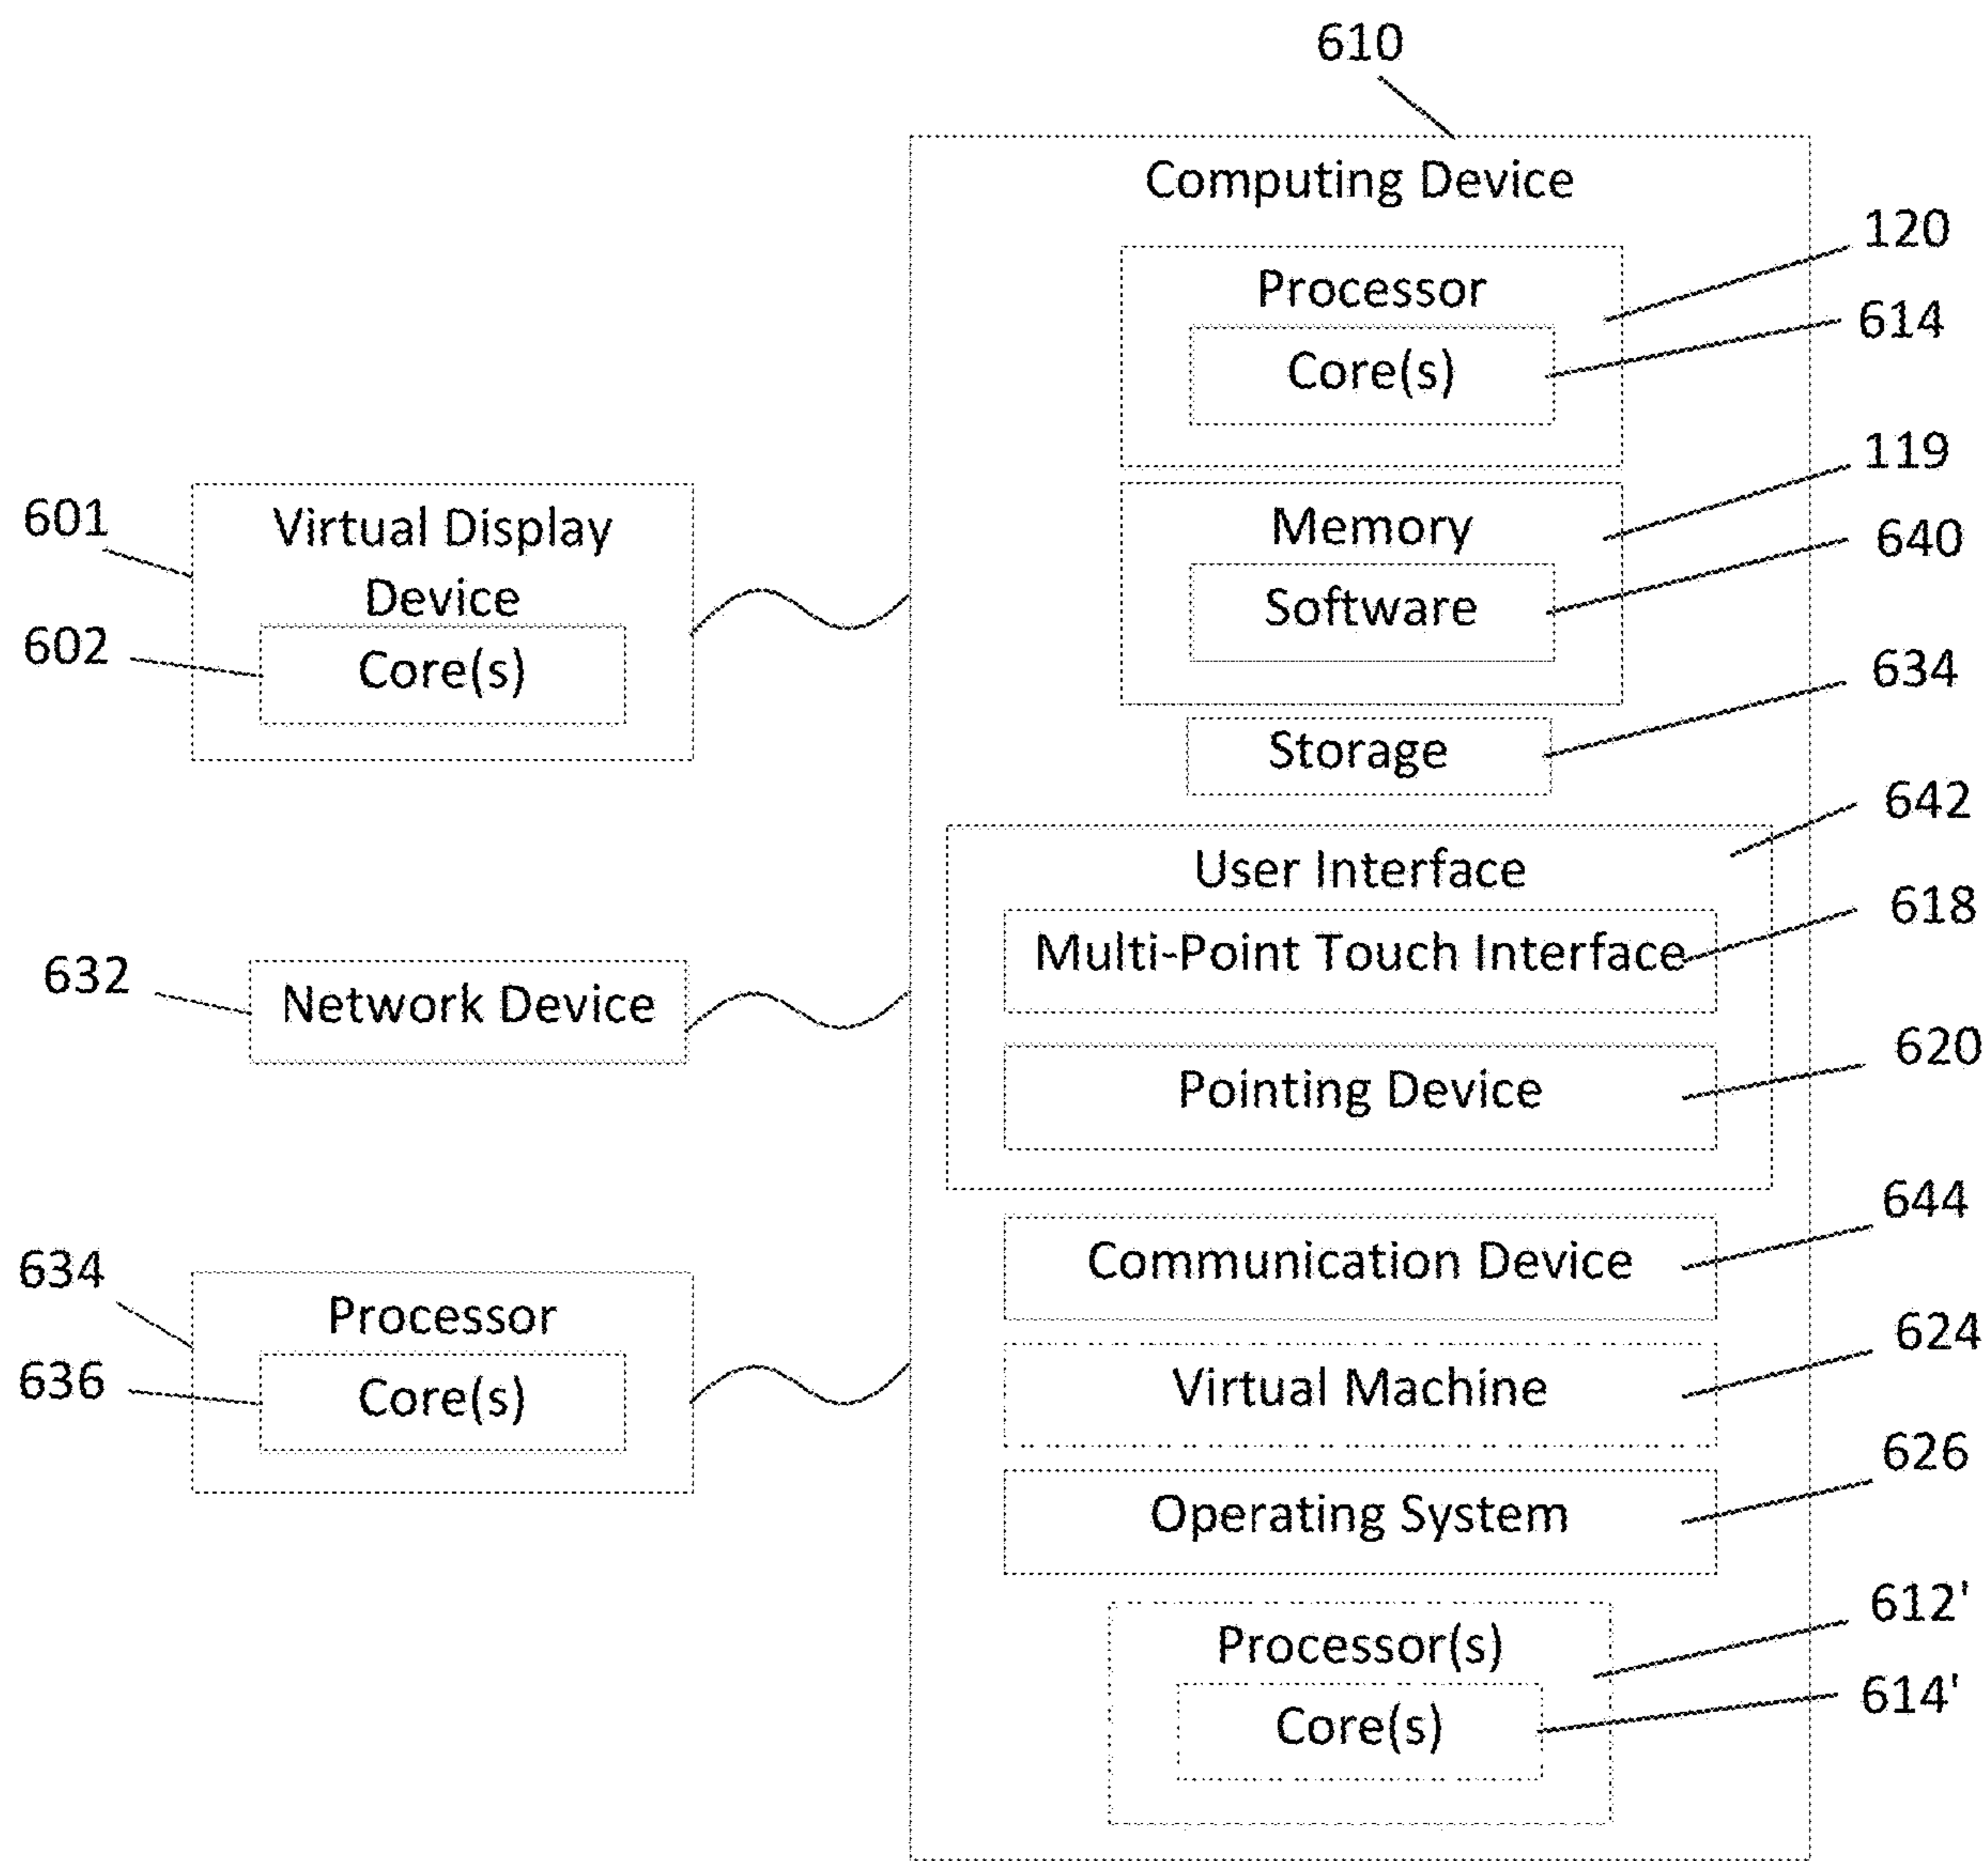 610
Computing Device
120
Processor
614
Core(s)
119
Memory
640
Software
634
Storage
642
User Interface
618
Multi-Point Touch Interface
620
Pointing Device
644
Communication Device
624
Virtual Machine
626
Operating System
612'
Processor(s)
614'
Core(s)
601
Virtual Display
Device
602
Core(s)
632
Network Device
634
Processor
636
Core(s)